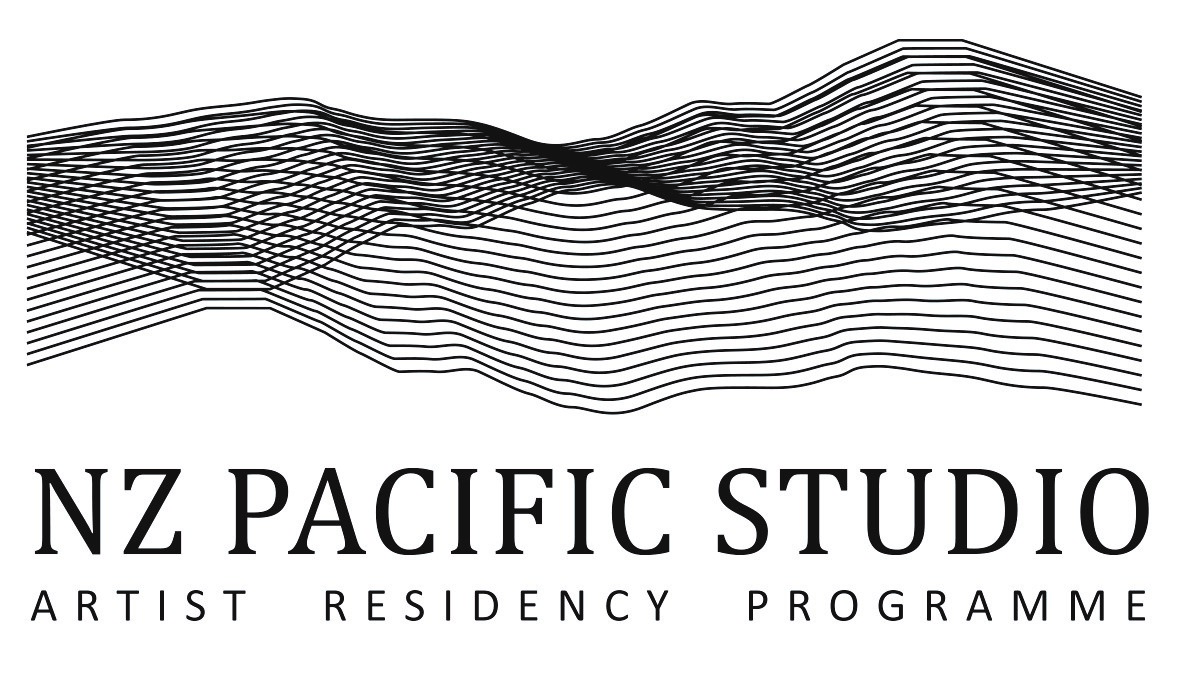 NZ PACIFIC STUDIO
ARTIST RESIDENCY PROGRAMME